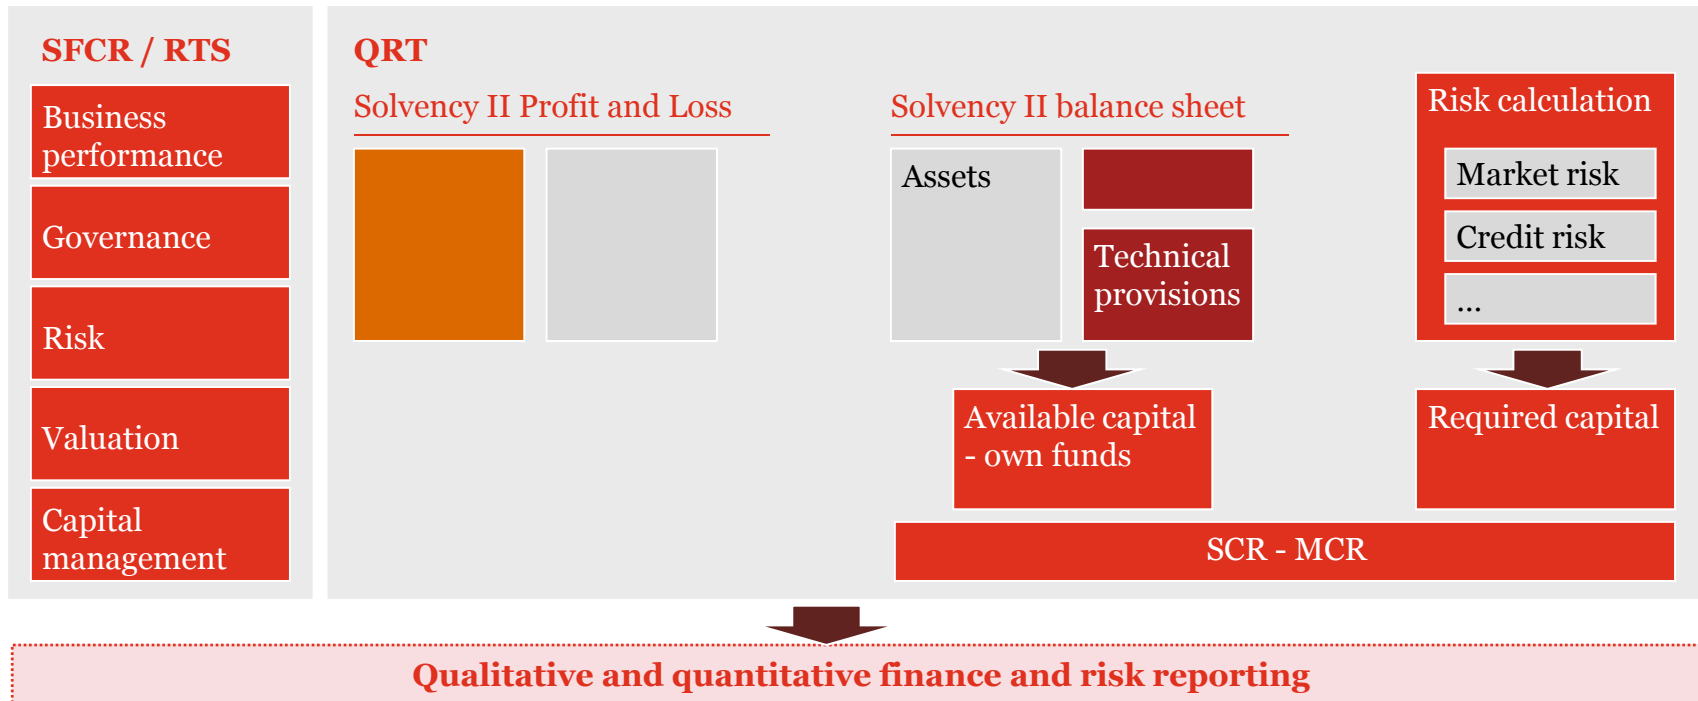 SFCR / RTS
Business
performance
Governance
Risk
Valuation
Capital
management
QRT
Solvency II Profit and Loss
Solvency II balance sheet
Assets
Technical
provisions
Available capital
- own funds
Risk calculation
Market risk
Credit risk
...
Required capital
SCR - MCR
Qualitative and quantitative finance and risk reporting